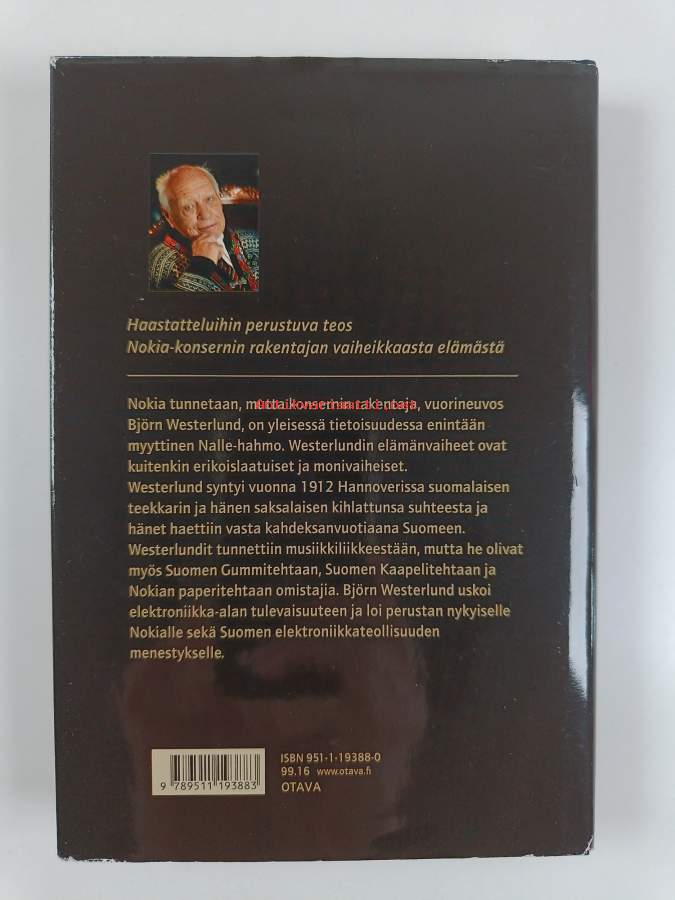 Haastatteluihin perustuva teos
Nokia-konsernin rakentajan vaiheikkaasta elämästä
Nokia tunnetaan, mutta konsernin rakentaja, vuorineuvos
Björn Westerlund, on yleisessä tietoisuudessa enintään
myyttinen Nalle-hahmo. Westerlundin elämänvaiheet ovat
kuitenkin erikoislaatuiset ja monivaiheiset.
Westerlund syntyi vuonna 1912 Hannoverissa suomalaisen
teekkarin ja hänen saksalaisen kihlattunsa suhteesta ja
hänet haettiin vasta kahdeksanvuotiaana Suomeen.
Westerlundit tunnettiin musiikkiliikkeestään, mutta he olivat
myös Suomen Gummitehtaan, Suomen Kaapelitehtaan ja
Nokian paperitehtaan omistajia. Björn Westerlund uskoi
elektroniikka-alan tulevaisuuteen ja loi perustan nykyiselle
Nokialle sekä Suomen elektroniikkateollisuuden
menestykselle.
ISBN 951-1-19388-0
99.16 www.otava.fi
OTAVA
9 789511 193883